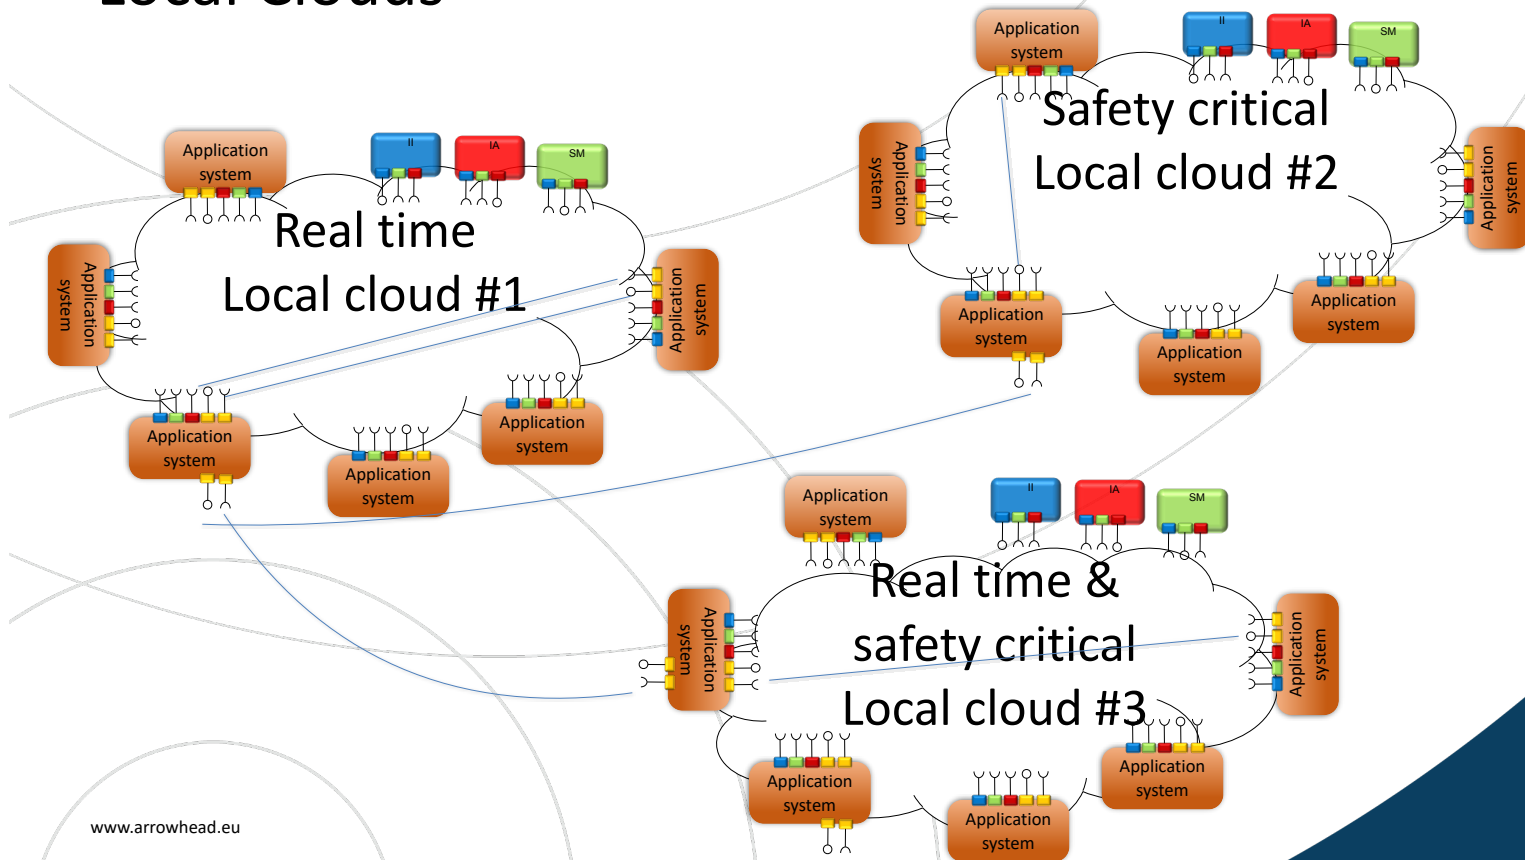 Local Clouds
Application
system
II
IA
SM
Safety critical
Local cloud #2
Application
system
Application
system
Application
system
Application
system
Application
system
Application
system
II
IA
SM
Real time
Local cloud #1
Application
system
Application
system
Application
system
Application
system
Application
system
Application
system
II
IA
SM
Real time &
safety critical
Local cloud #3
Application
system
Application
system
Application
system
Application
system
Application
system
www.arrowhead.eu